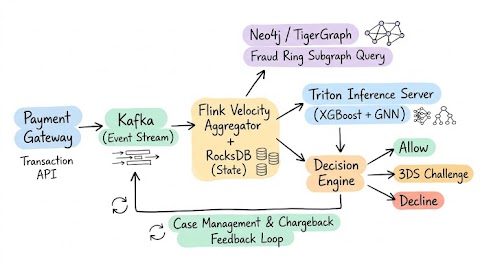 Neo4j / TigerGraph
Fraud Ring Subgraph Query
Payment
Gateway
Transaction
API
Kafka
(Event Stream)
Flink Velocity
Aggregator
+
RocksDB
(State)
Triton Inference Server
(XGBoost + GNN)
Decision
Engine
Allow
3DS Challenge
Decline
Case Management & Chargeback
Feedback Loop